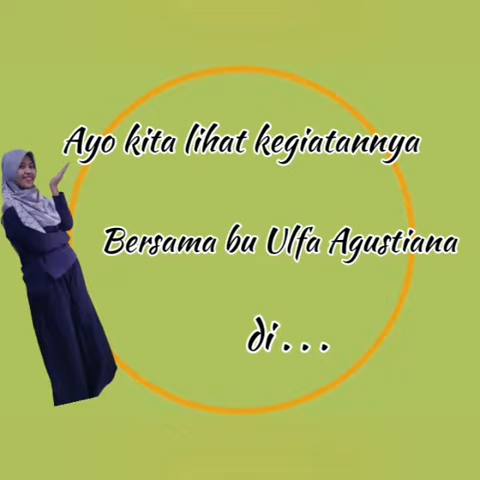 Ayo kita lihat kegiatannya
Bersama bu Ulfa Agustiana
di . . .